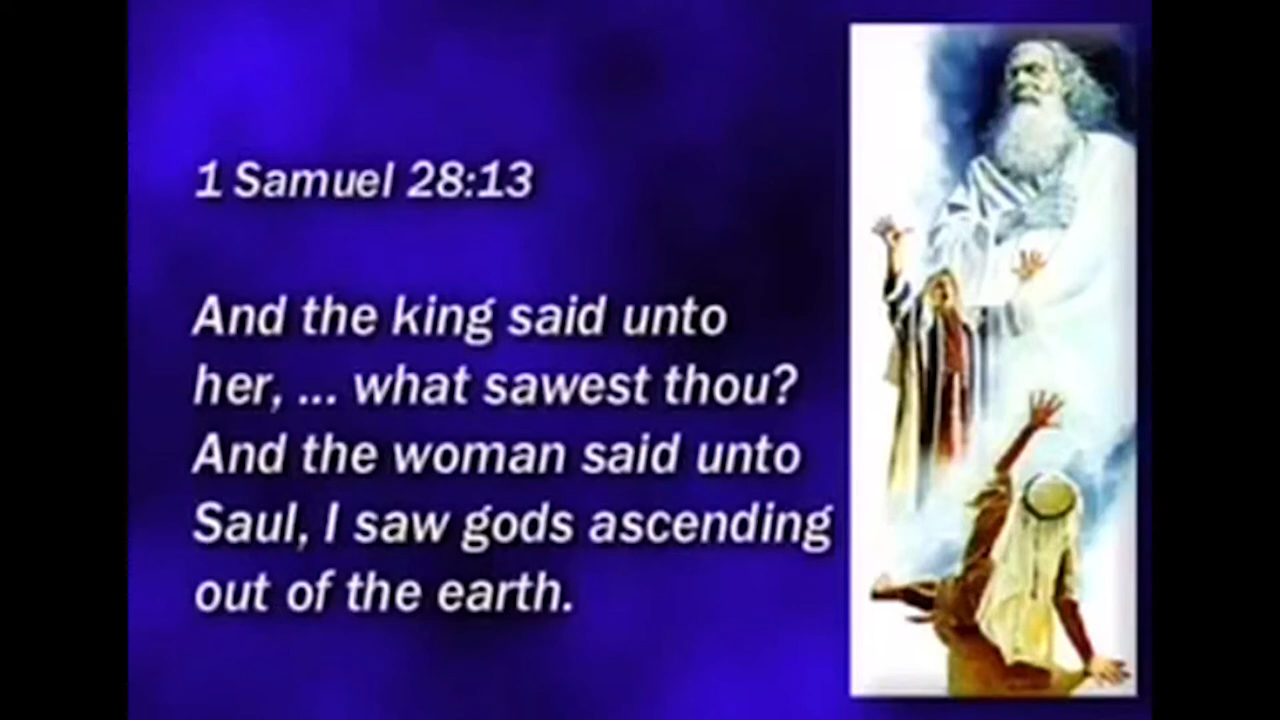 1 Samuel 28:13
And the king said unto
her, ... what sawest thou?
And the woman said unto
Saul, I saw gods ascending
out of the earth.